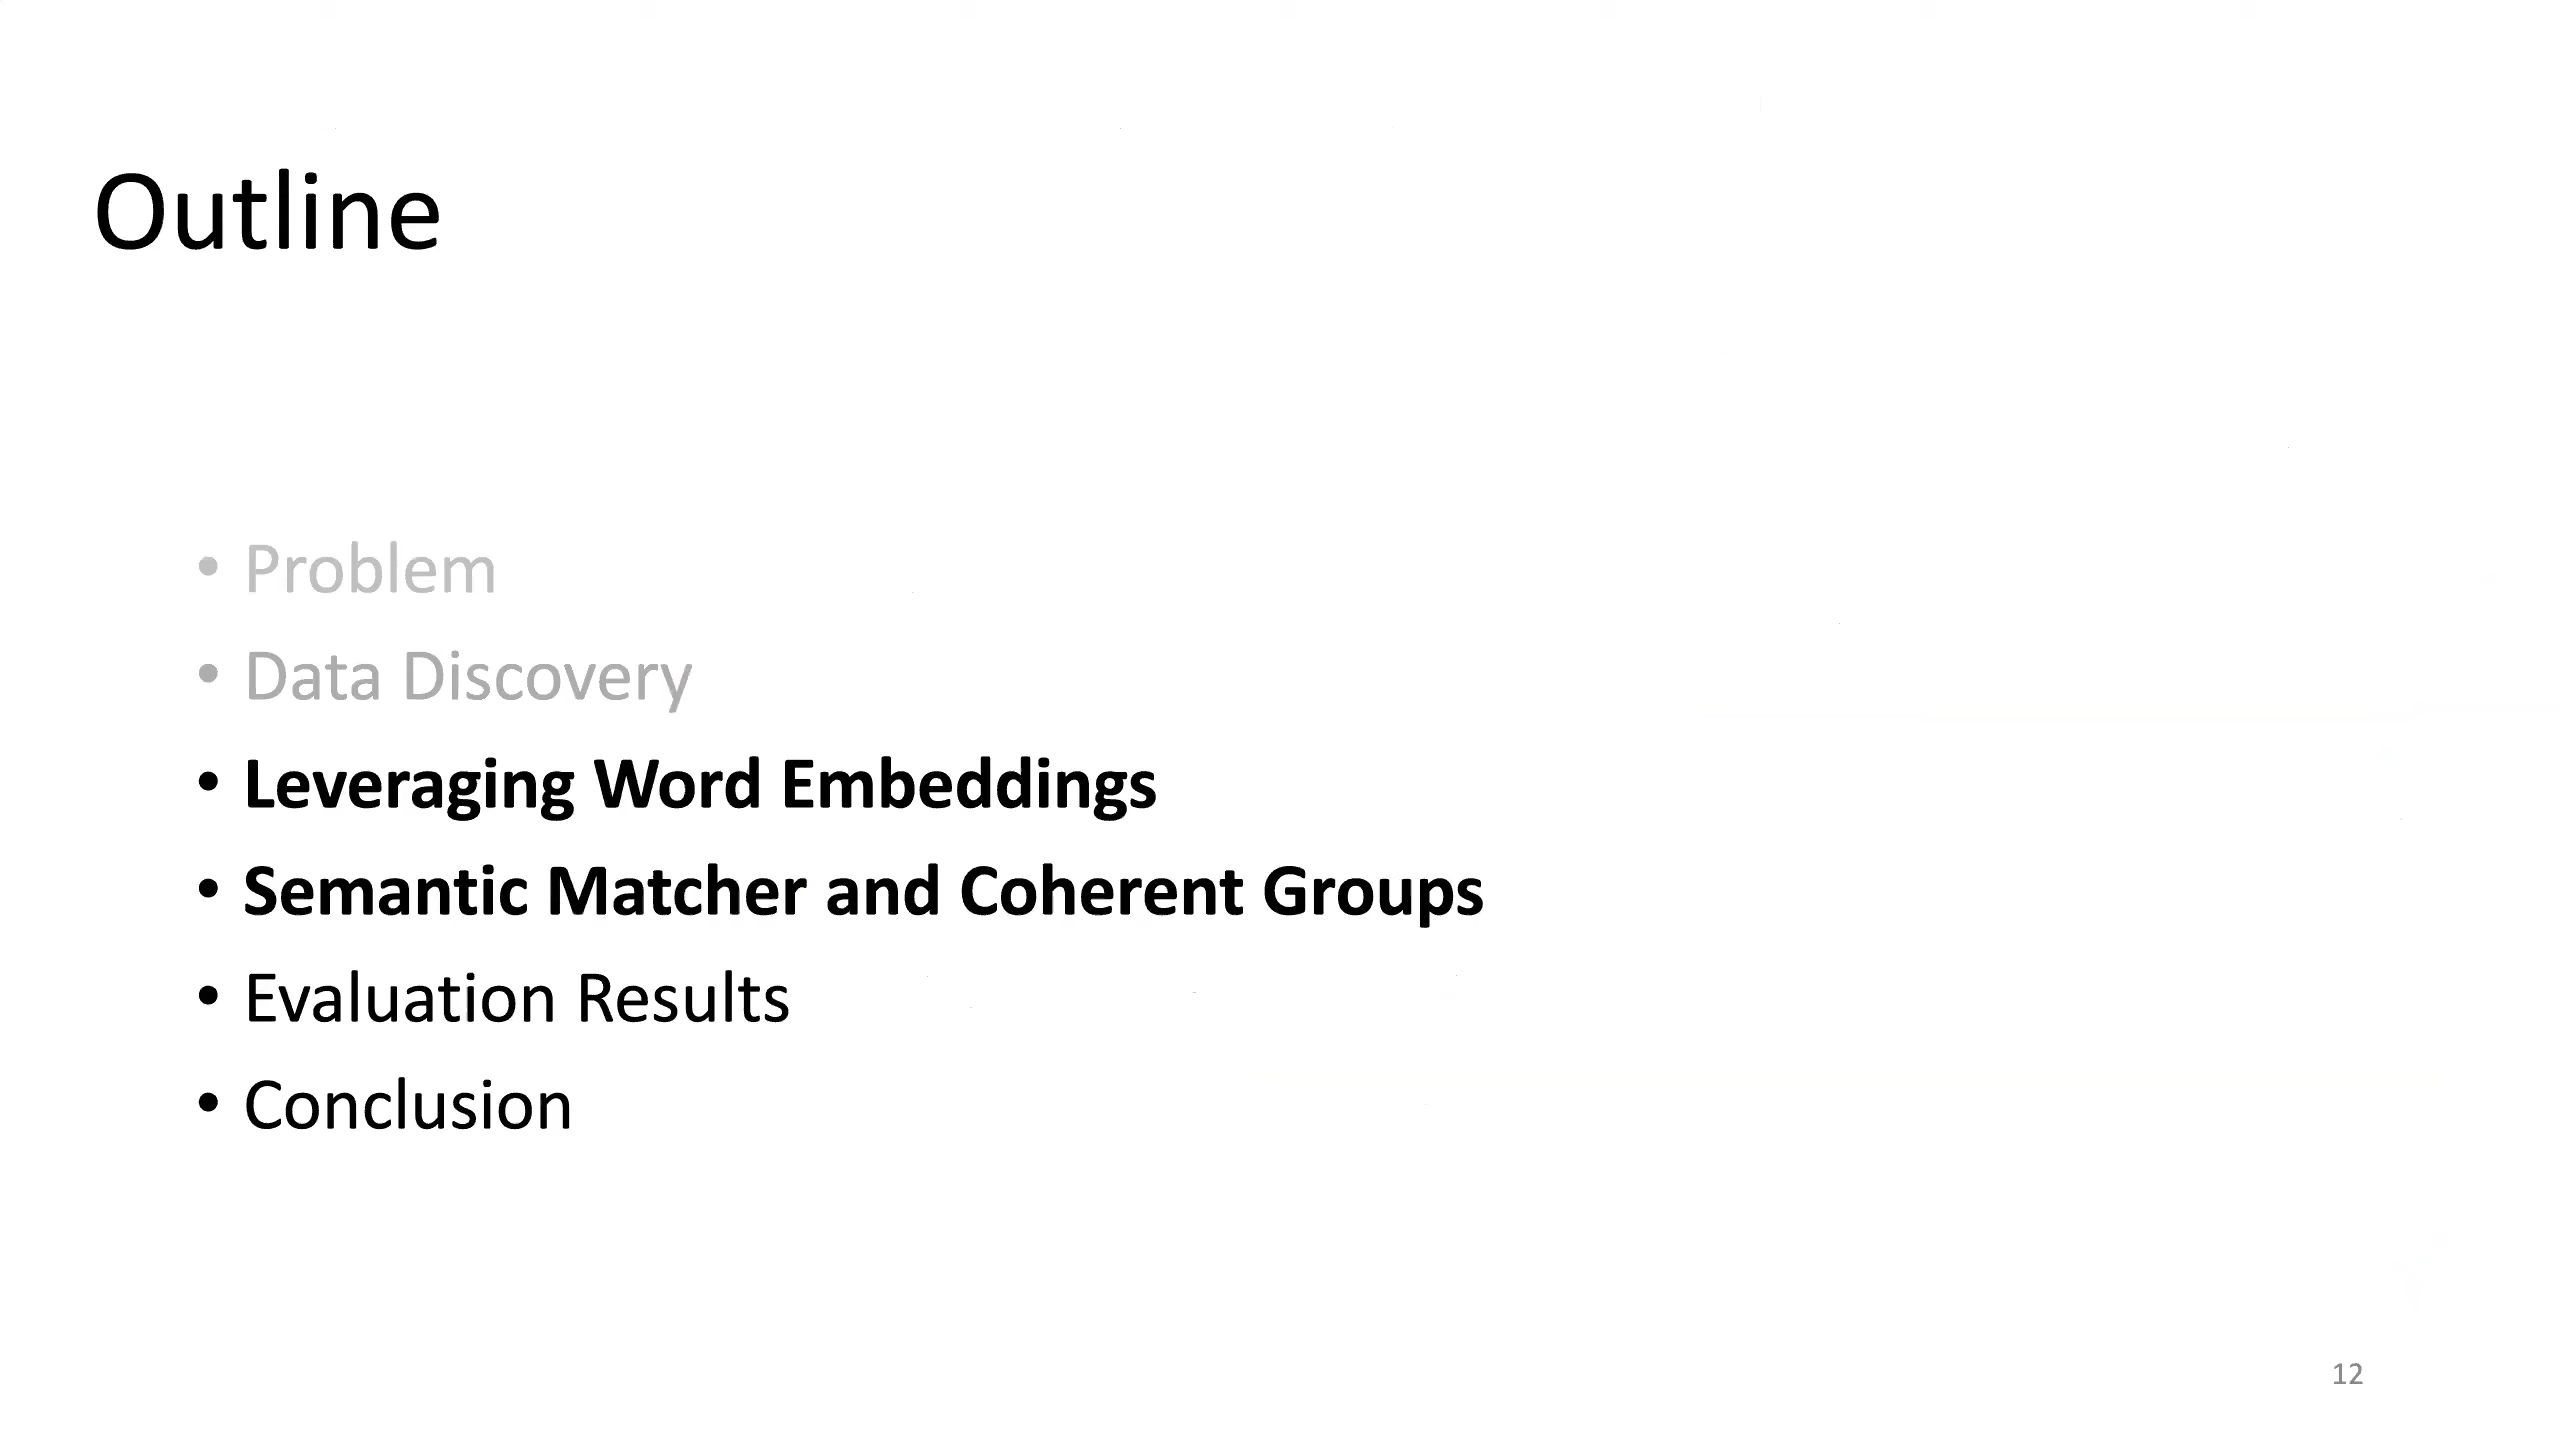 Outline
• Problem
• Data Discovery
• Leveraging Word Embeddings
• Semantic Matcher and Coherent Groups
• Evaluation Results
• Conclusion
12